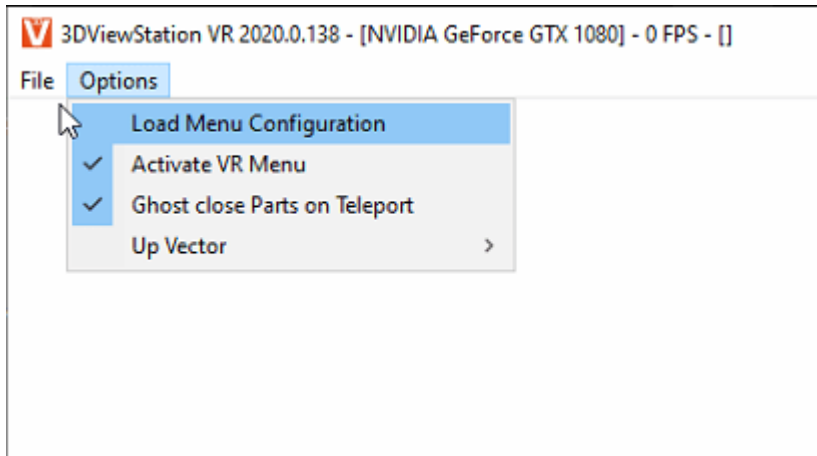 3DViewStation VR 2020.0.138 - [NVIDIA GeForce GTX 1080] - 0 FPS - []
File Options
Load Menu Configuration
Activate VR Menu
Ghost close Parts on Teleport
Up Vector